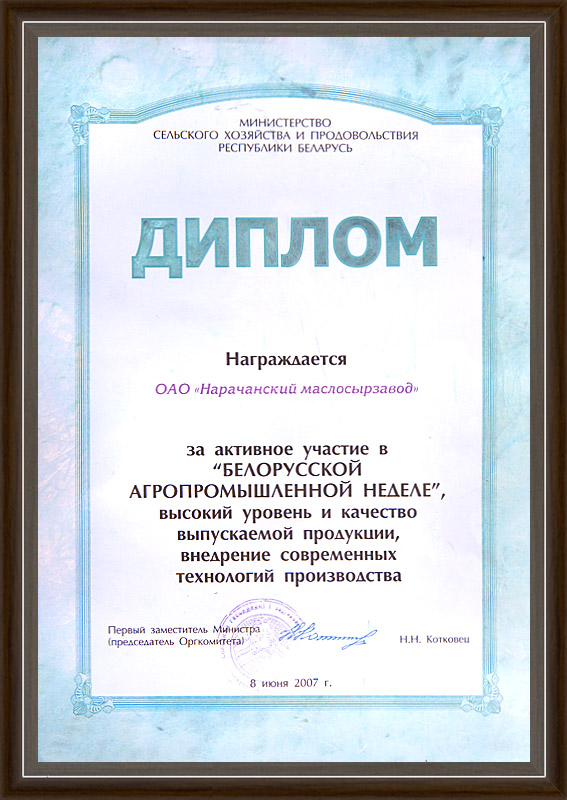 МИНИСТЕРСТВО
СЕЛЬСКОГО ХОЗЯЙСТВА И ПРОДОВОЛЬСТВИЯ
РЕСПУБЛИКИ БЕЛАРУСЬ
ДИПЛОМ
Награждается
ОАО «Нарачанский маслосырзавод»
за активное участие в
“БЕЛОРУССКОЙ
АГРОПРОМЫШЛЕННОЙ НЕДЕЛЕ”,
высокий уровень и качество
выпускаемой продукции,
внедрение современных
технологий производства
Первый заместитель Министра
(председатель Оргкомитета)
Н.Н. Котковец
8 июня 2007 г.